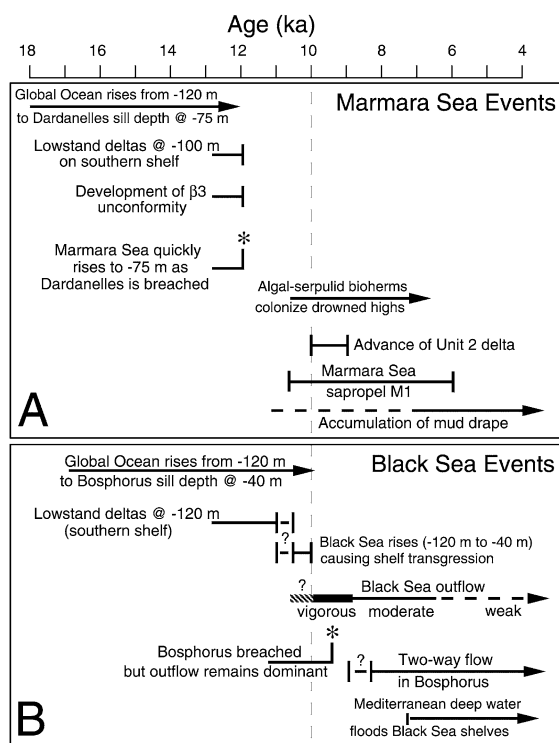 Age (ka)
18 16 14 12 10 8 6 4
Global Ocean rises from -120 m
to Dardanelles sill depth @ -75 m
Marmara Sea Events
Lowstand deltas @ -100 m
on southern shelf
Development of β3
unconformity
*
Marmara Sea quickly
rises to -75 m as
Dardanelles is breached
Algal-serpulid bioherms
colonize drowned highs
Advance of Unit 2 delta
Marmara Sea
sapropel M1
Accumulation of mud drape
A
Global Ocean rises from -120 m
to Bosphorus sill depth @ -40 m
Black Sea Events
Lowstand deltas @ -120 m
(southern shelf)
?
Black Sea rises (-120 m to -40 m)
causing shelf transgression
?
Black Sea outflow
vigorous moderate weak
*
Bosphorus breached
but outflow remains dominant
?
Two-way flow
in Bosphorus
Mediterranean deep water
floods Black Sea shelves
B